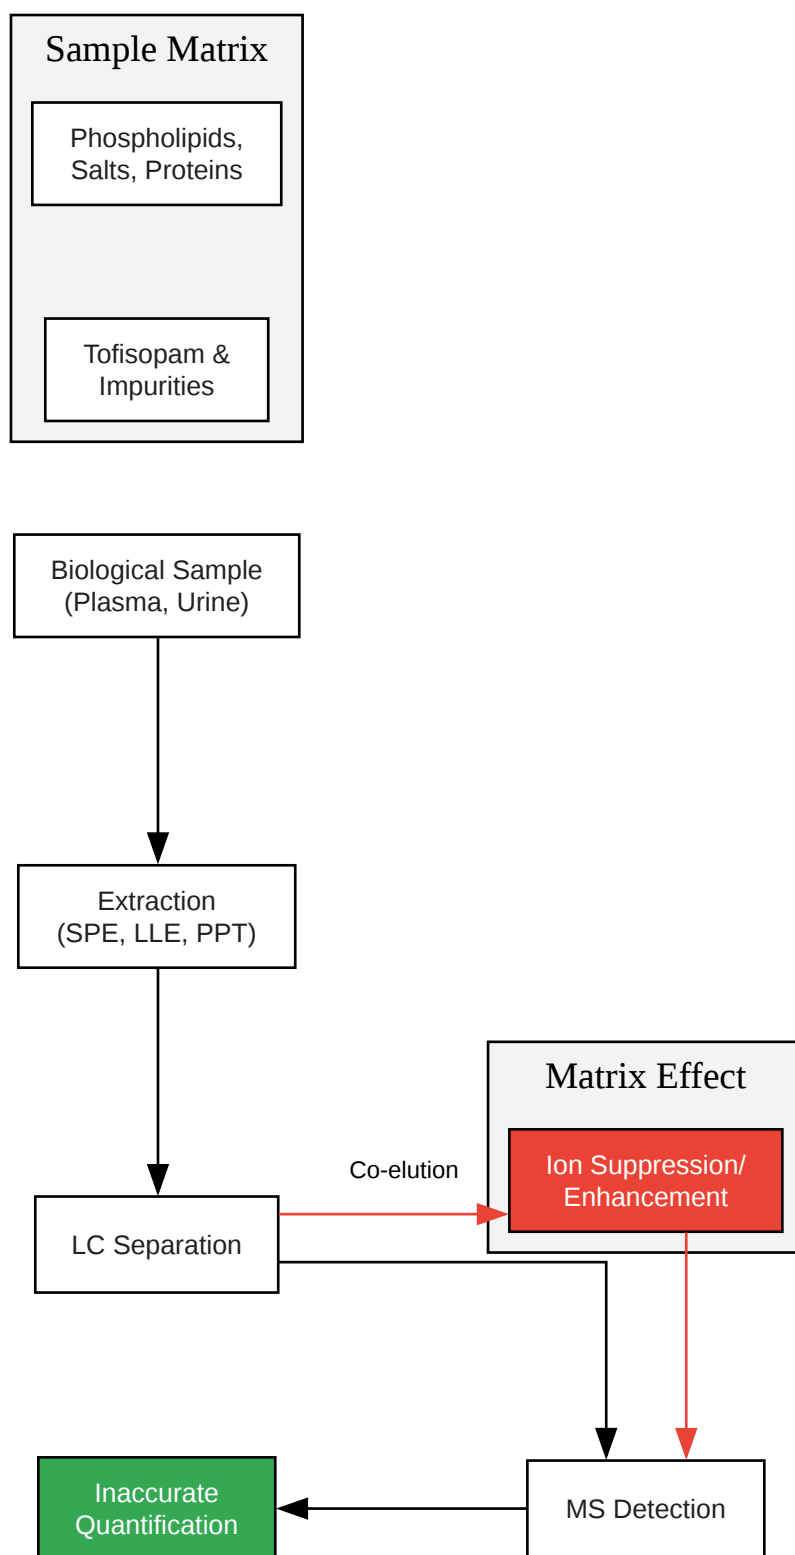 Sample Matrix
Phospholipids,
Salts, Proteins
Tofisopam &
Impurities
Biological Sample
(Plasma, Urine)
Extraction
(SPE, LLE, PPT)
Matrix Effect
Co-elution
Ion Suppression/
Enhancement
LC Separation
Inaccurate
Quantification
MS Detection